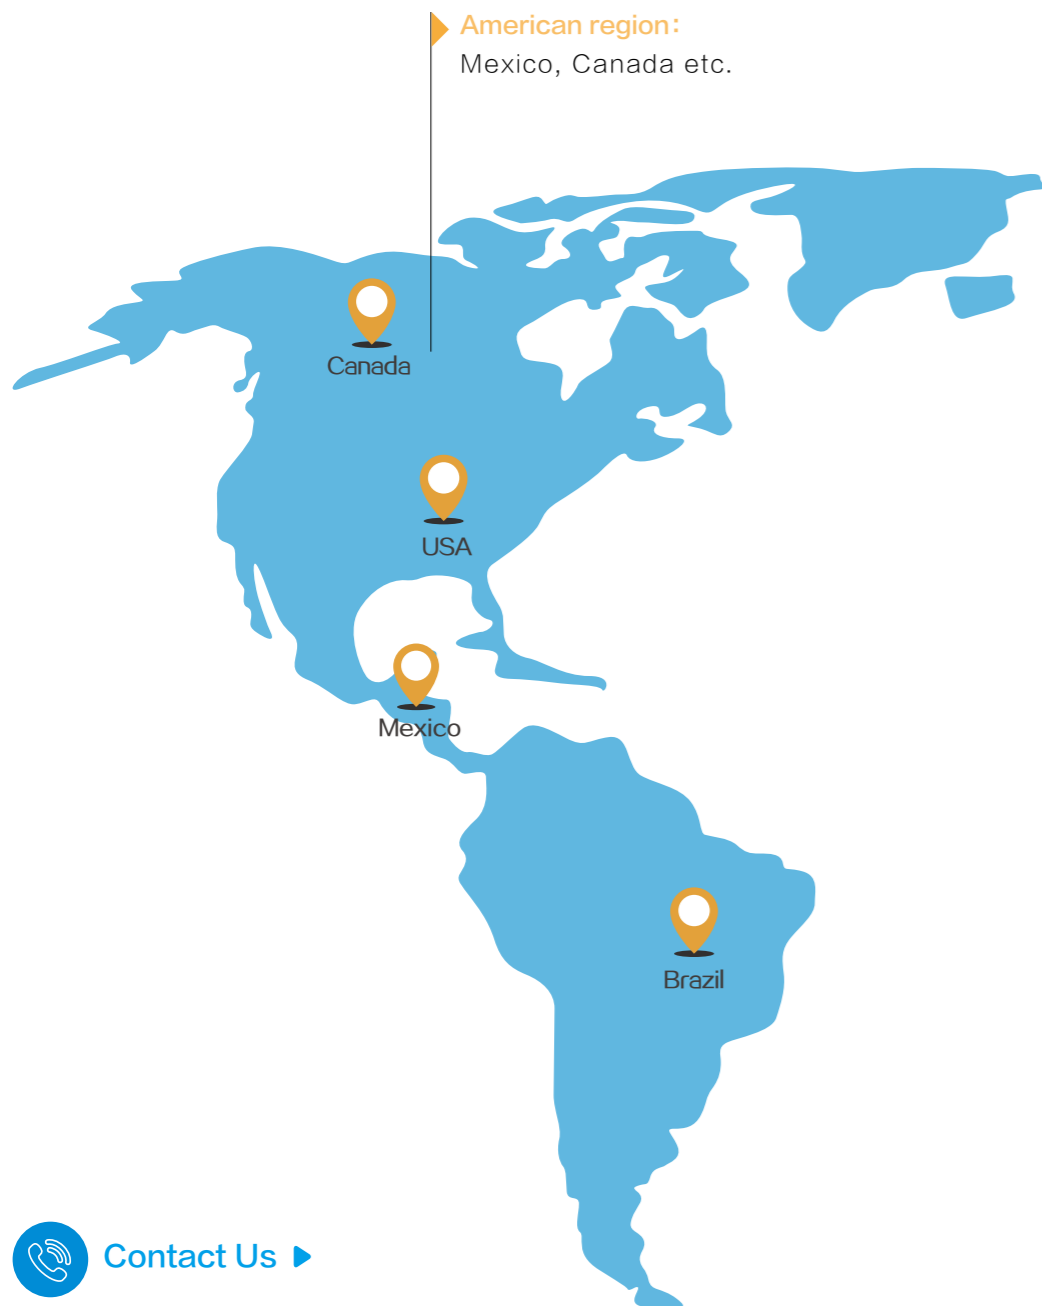 American region:
Mexico, Canada etc.
Canada
USA
Mexico
Brazil
Contact Us